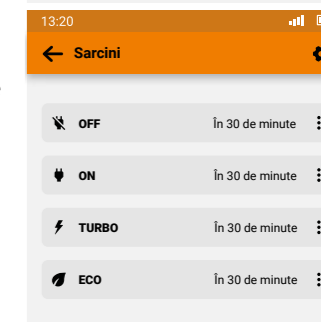 13:20
Sarcini
OFF În 30 de minute
ON În 30 de minute
TURBO În 30 de minute
ECO În 30 de minute